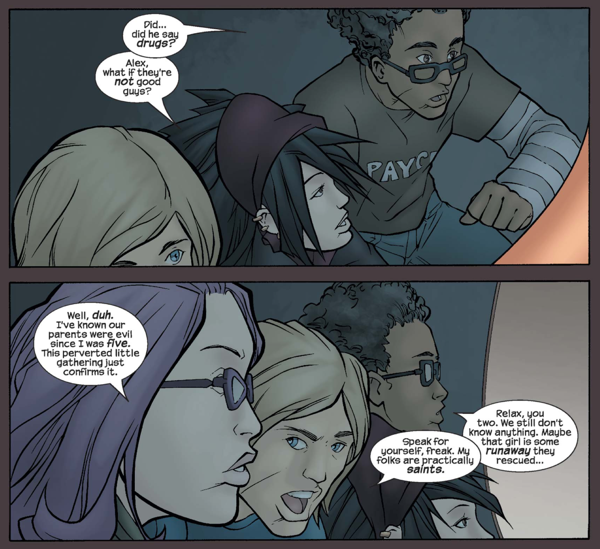 Did...
did he say
drugs?
Alex,
what if they're
not good
guys?
PAYC
Well, duh.
I've known our
parents were evil
since I was five.
This perverted little
gathering just
confirms it.
Speak for
yourself, freak. My
folks are practically
saints.
Relax, you
two. We still don't
know anything. Maybe
that girl is some
runaway they
rescued...